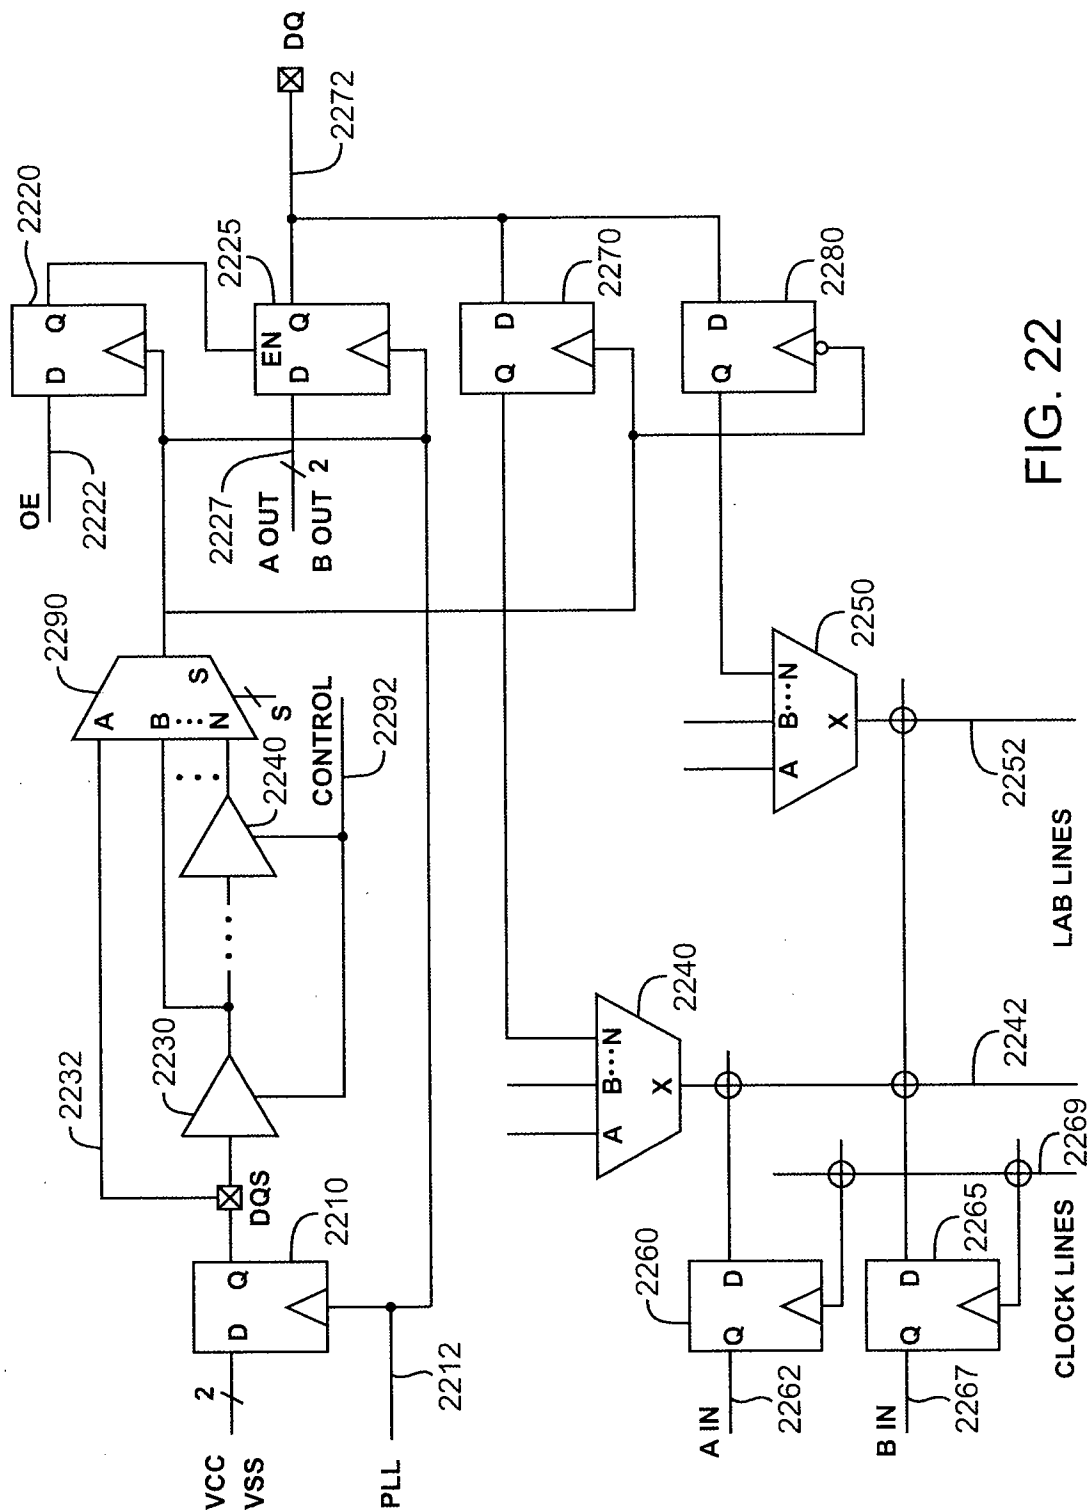 2220
D
Q
OE
2222
2225
EN
D
Q
2227
A OUT
B OUT
2
DQ
2272
2290
A
B
N
S
S
2240
CONTROL
2292
2232
2230
DQS
2210
D
Q
2
VCC
VSS
PLL
2212
2270
Q
D
2280
Q
D
2240
A
B
N
X
2250
A
B
N
X
2252
2242
2269
2260
Q
D
2265
Q
D
A IN
2262
B IN
2267
CLOCK LINES
LAB LINES
FIG. 22